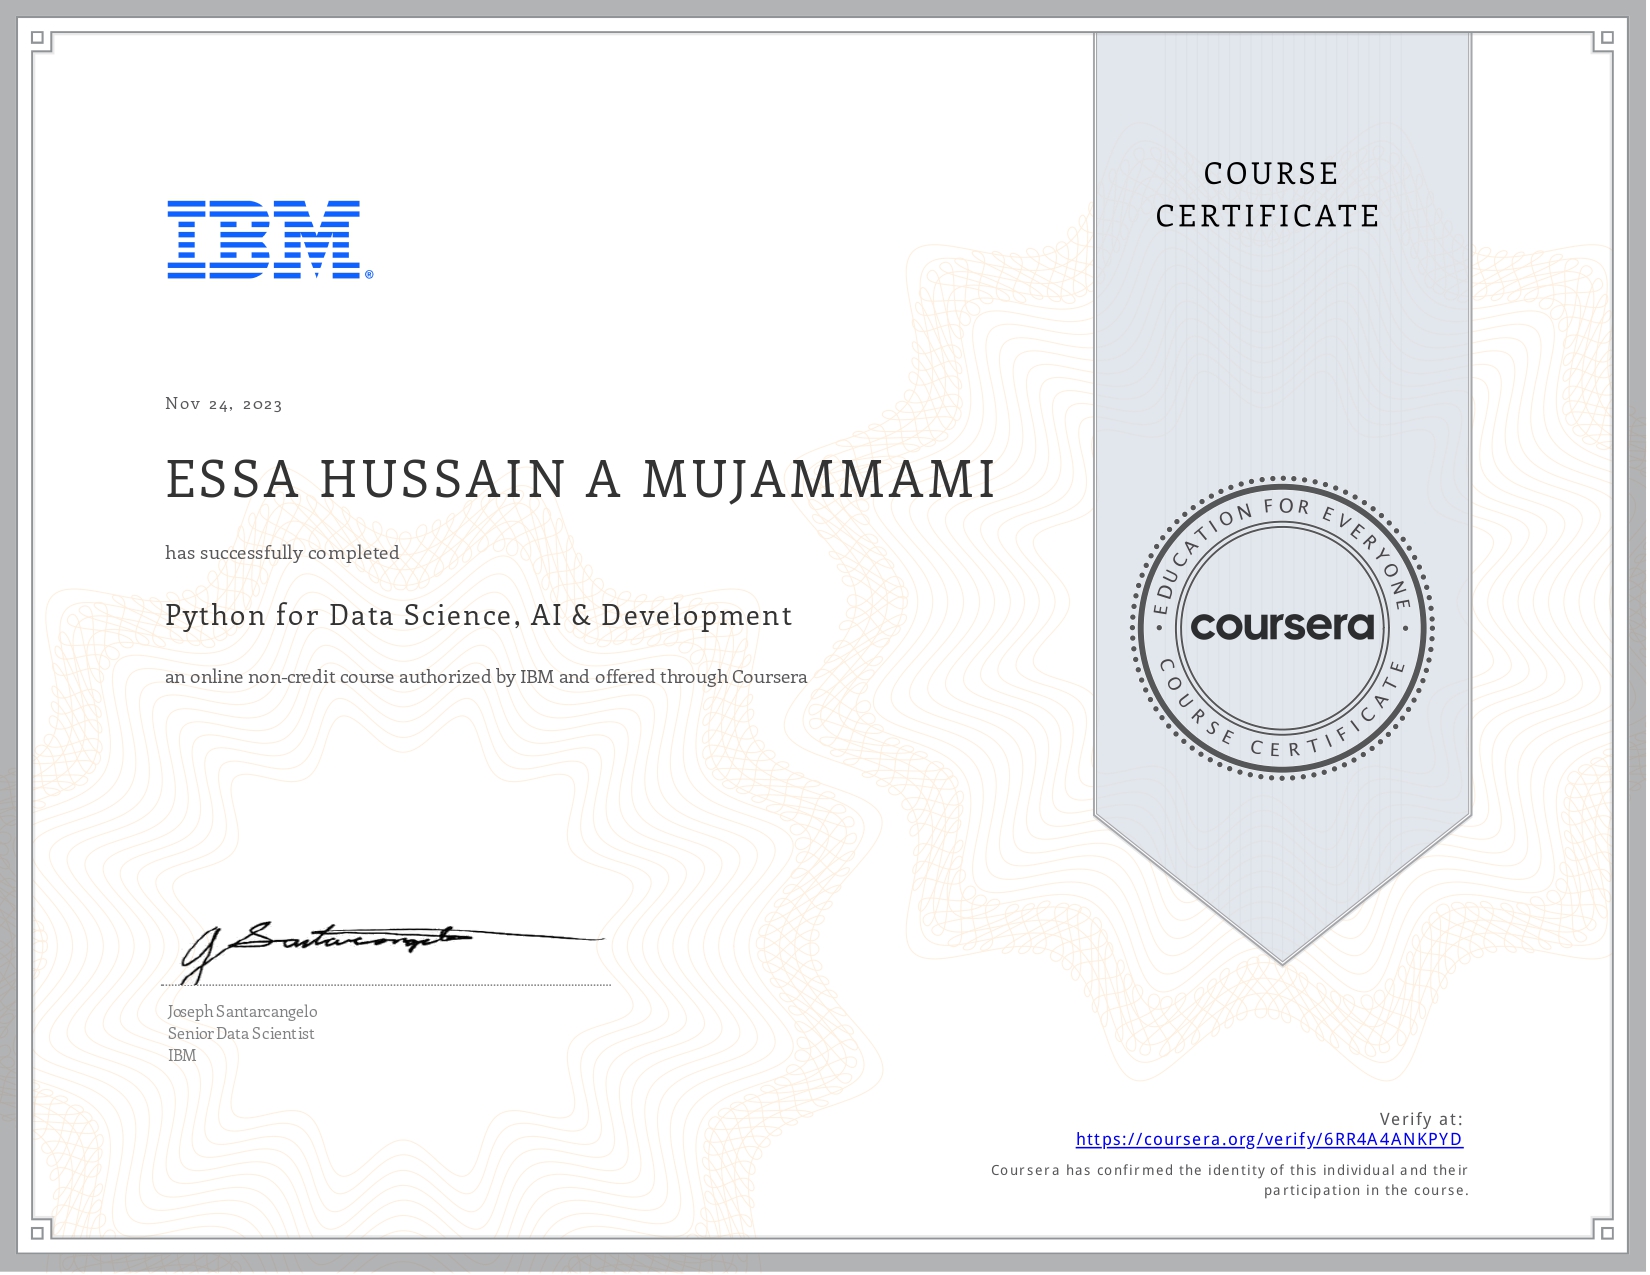 COURSE
CERTIFICATE
IBM®
Nov 24, 2023
ESSA HUSSAIN A MUJAMMAMI
has successfully completed
Python for Data Science, AI & Development
an online non-credit course authorized by IBM and offered through Coursera
• EDUCATION FOR EVERYONE •
coursera
COURSE CERTIFICATE
J Santarcangelo
Joseph Santarcangelo
Senior Data Scientist
IBM
Verify at:
https://coursera.org/verify/6RR4A4ANKPYD
Coursera has confirmed the identity of this individual and their
participation in the course.